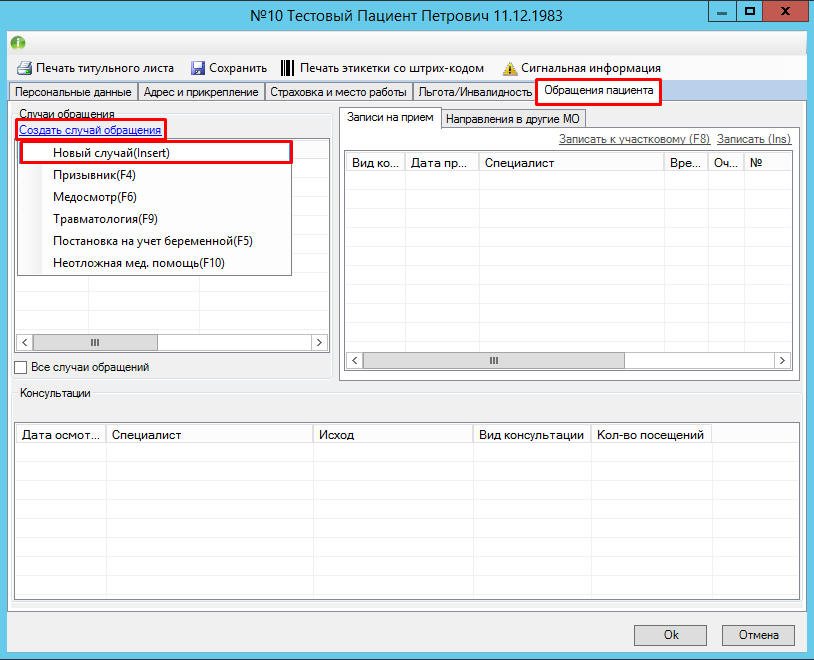 №10 Тестовый Пациент Петрович 11.12.1983
Печать титульного листа Сохранить Печать этикетки со штрих-кодом Сигнальная информация
Персональные данные Адрес и прикрепление Страховка и место работы Льгота/Инвалидность Обращения пациента
Случаи обращения
Создать случай обращения
Новый случай(Insert)
Призывник(F4)
Медосмотр(F6)
Травматология(F9)
Постановка на учет беременной(F5)
Неотложная мед. помощь(F10)
Все случаи обращений
Записи на прием Направления в другие МО
Записать к участковому (F8) Записать (Ins)
Вид ко... Дата пр... Специалист Вре... Оч... №
Консультации
Дата осмот... Специалист Исход Вид консультации Кол-во посещений
Ok Отмена